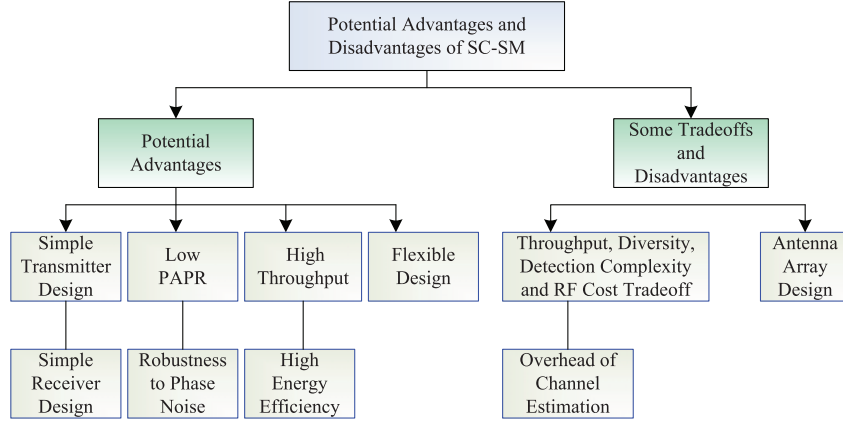 Potential Advantages and
Disadvantages of SC-SM
Potential
Advantages
Some Tradeoffs
and
Disadvantages
Simple
Transmitter
Design
Low
PAPR
High
Throughput
Flexible
Design
Throughput, Diversity,
Detection Complexity
and RF Cost Tradeoff
Antenna
Array
Design
Simple
Receiver
Design
Robustness
to Phase
Noise
High
Energy
Efficiency
Overhead of
Channel
Estimation